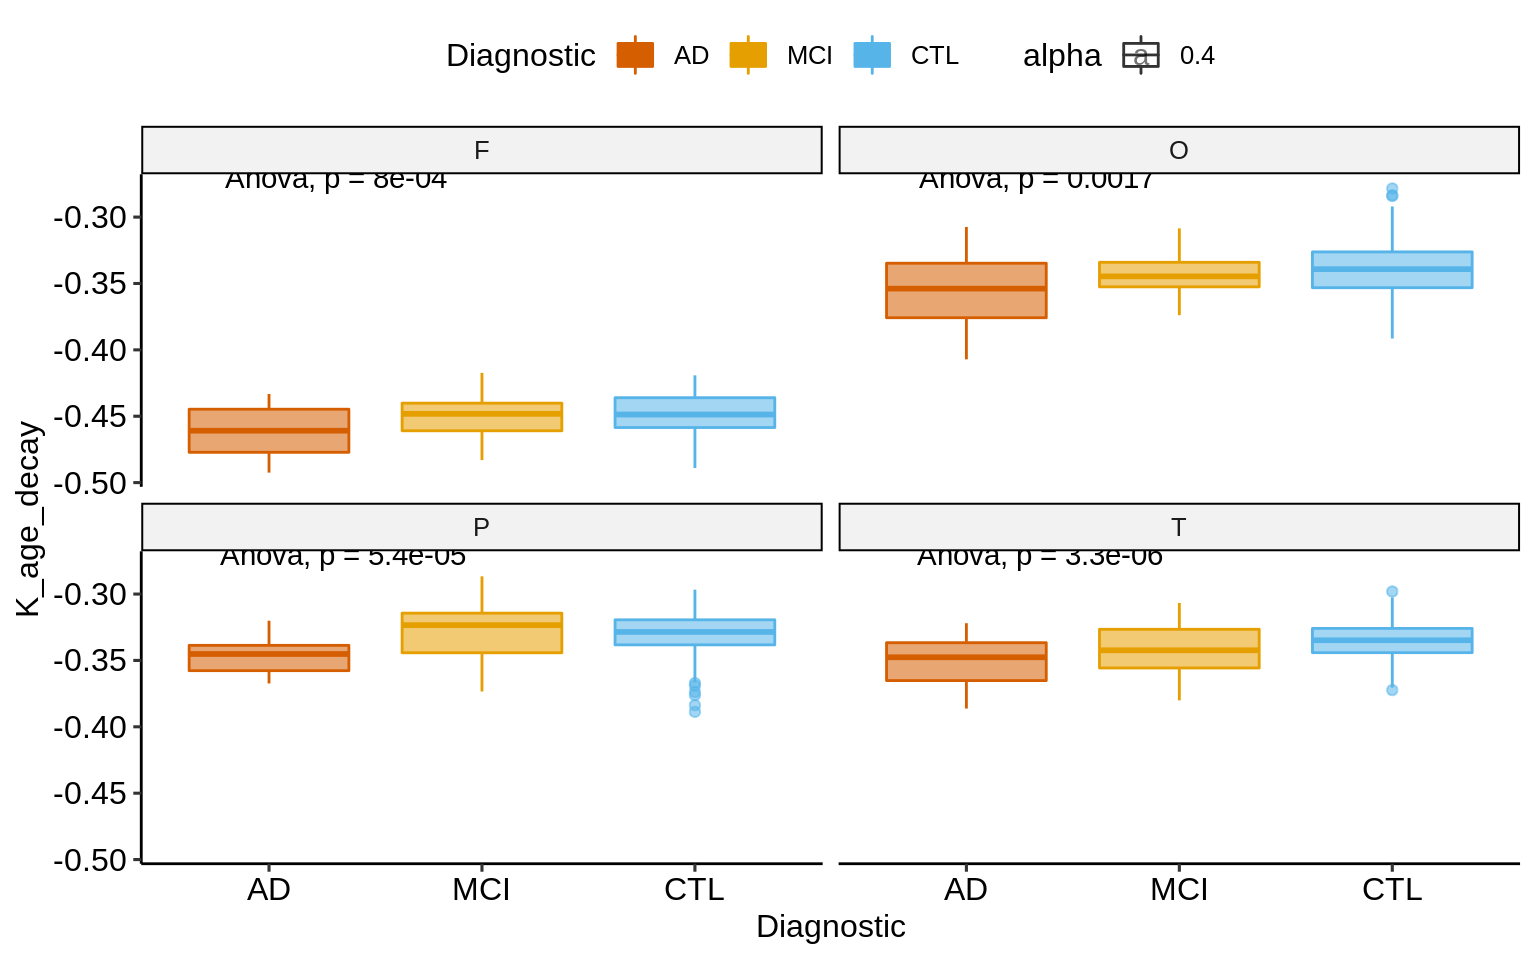 Diagnostic AD MCI CTL alpha a 0.4
F O
Anova, p = 8e-04 Anova, p = 0.0017
-0.30
-0.35
-0.40
-0.45
-0.50
K_age_decay
P T
Anova, p = 5.4e-05 Anova, p = 3.3e-06
-0.30
-0.35
-0.40
-0.45
-0.50
AD MCI CTL AD MCI CTL
Diagnostic